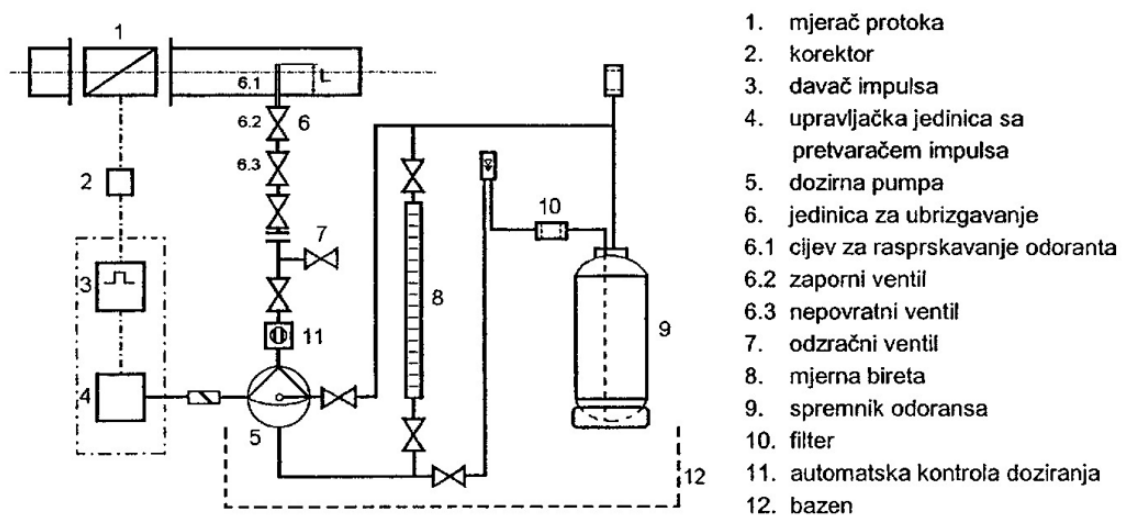 1
6.1
L
6.2
6
6.3
2
7
10
3
8
9
11
4
5
12
1. mjerač protoka
2. korektor
3. davač impulsa
4. upravljačka jedinica sa
pretvaračem impulsa
5. dozirna pumpa
6. jedinica za ubrizgavanje
6.1 cijev za rasprskavanje odoranta
6.2 zaporni ventil
6.3 nepovratni ventil
7. odzračni ventil
8. mjerna bireta
9. spremnik odoransa
10. filter
11. automatska kontrola doziranja
12. bazen